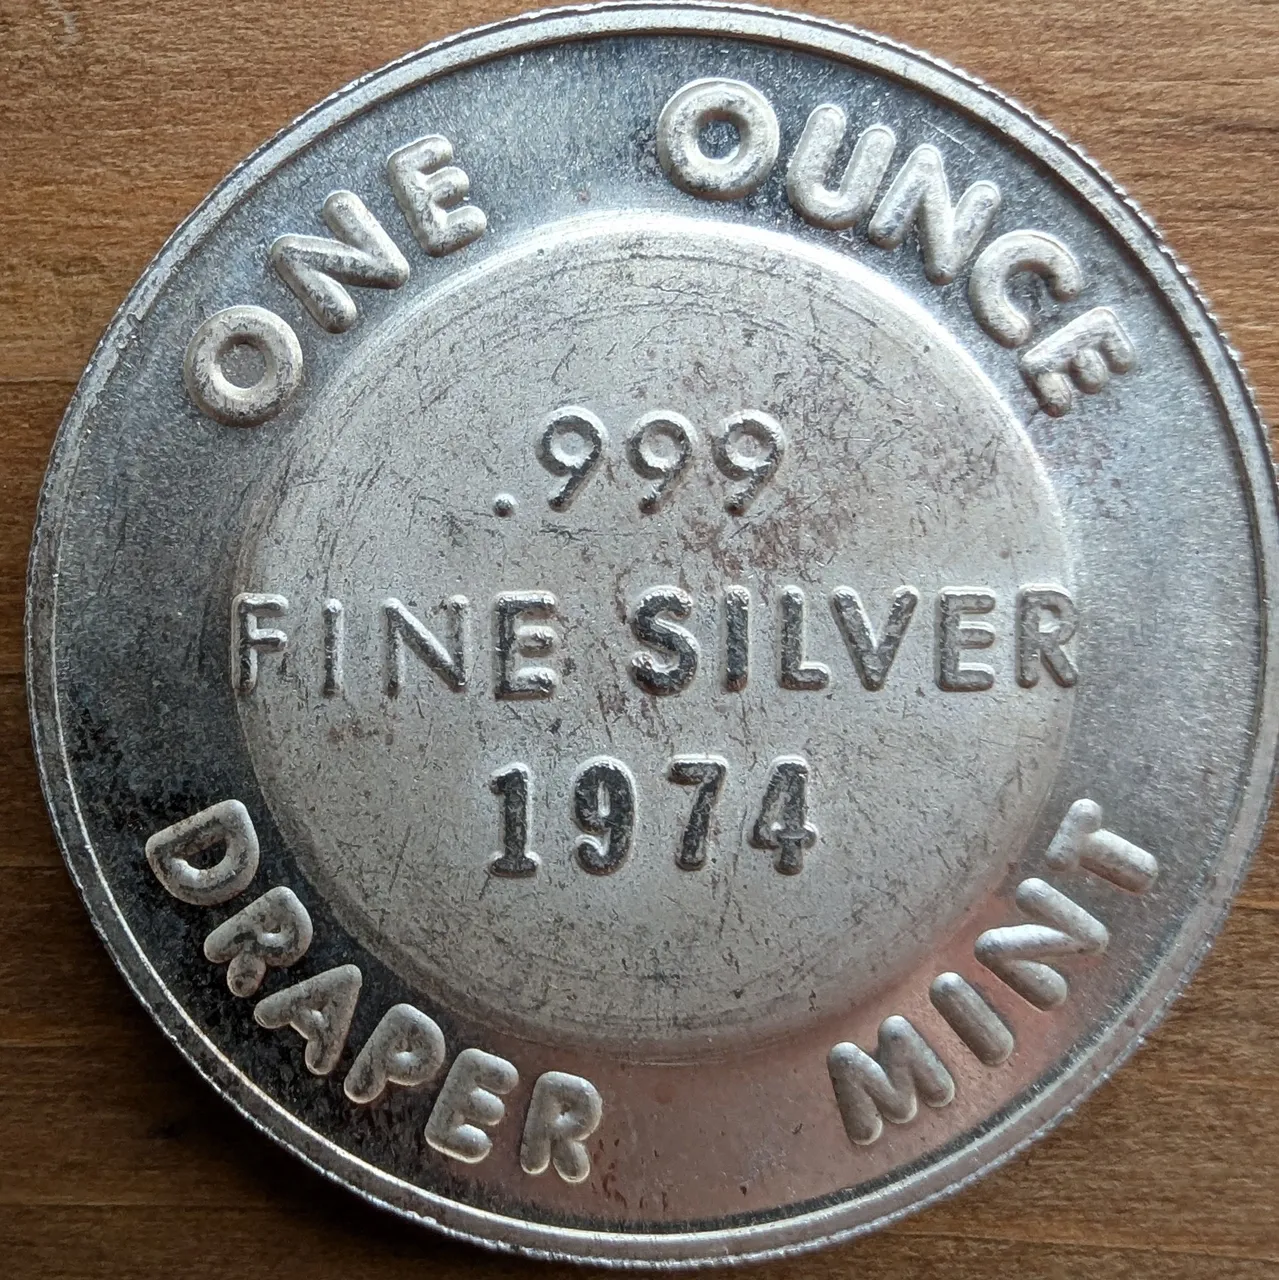 ONE OUNCE
.999
FINE SILVER
1974
DRAPER MINT